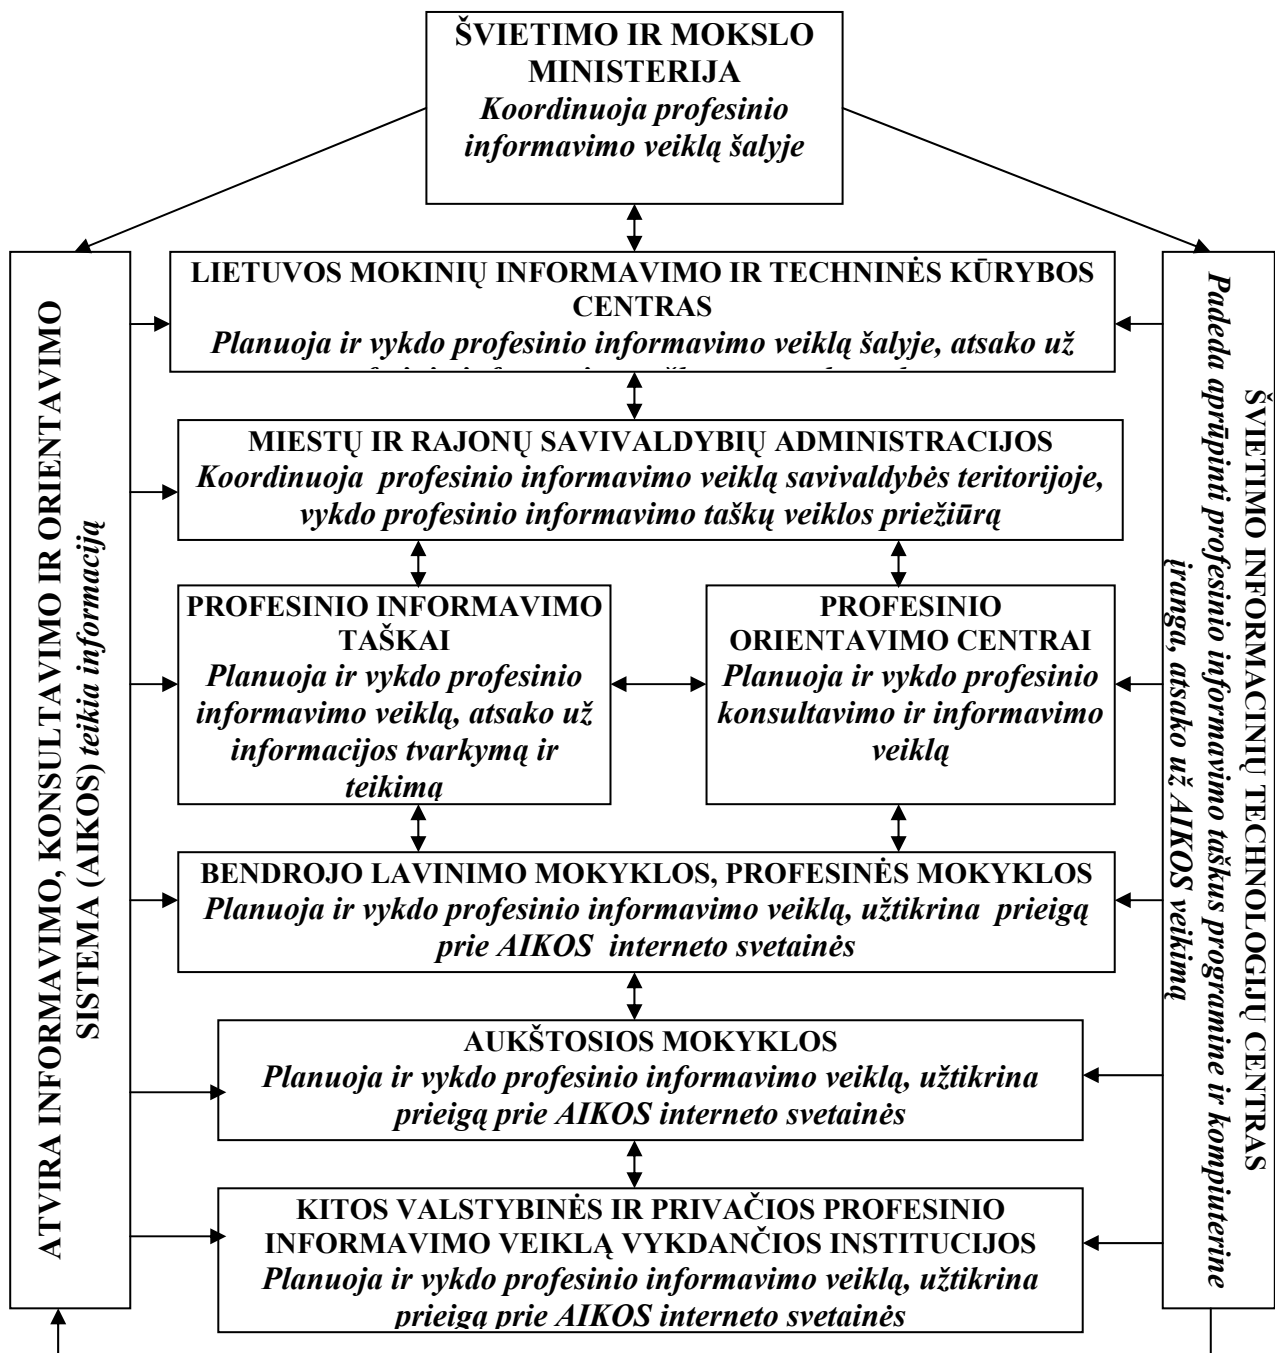 ŠVIETIMO IR MOKSLO
MINISTERIJA
Koordinuoja profesinio
informavimo veiklą šalyje
LIETUVOS MOKINIŲ INFORMAVIMO IR TECHNINĖS KŪRYBOS
CENTRAS
Planuoja ir vykdo profesinio informavimo veiklą šalyje, atsako už
MIESTŲ IR RAJONŲ SAVIVALDYBIŲ ADMINISTRACIJOS
Koordinuoja profesinio informavimo veiklą savivaldybės teritorijoje,
vykdo profesinio informavimo taškų veiklos priežiūrą
PROFESINIO INFORMAVIMO
TAŠKAI
Planuoja ir vykdo profesinio
informavimo veiklą, atsako už
informacijos tvarkymą ir
teikimą
PROFESINIO
ORIENTAVIMO CENTRAI
Planuoja ir vykdo profesinio
konsultavimo ir informavimo
veiklą
BENDROJO LAVINIMO MOKYKLOS, PROFESINĖS MOKYKLOS
Planuoja ir vykdo profesinio informavimo veiklą, užtikrina prieigą
prie AIKOS interneto svetainės
AUKŠTOSIOS MOKYKLOS
Planuoja ir vykdo profesinio informavimo veiklą, užtikrina
prieigą prie AIKOS interneto svetainės
KITOS VALSTYBINĖS IR PRIVAČIOS PROFESINIO
INFORMAVIMO VEIKLĄ VYKDANČIOS INSTITUCIJOS
Planuoja ir vykdo profesinio informavimo veiklą, užtikrina
prieigą prie AIKOS interneto svetainės
ATVIRA INFORMAVIMO, KONSULTAVIMO IR ORIENTAVIMO
SISTEMA (AIKOS) teikia informaciją
ŠVIETIMO INFORMACINIŲ TECHNOLOGIJŲ CENTRAS
Padeda aprūpinti profesinio informavimo taškus programine ir kompiuterine
įranga, atsako už AIKOS veikimą